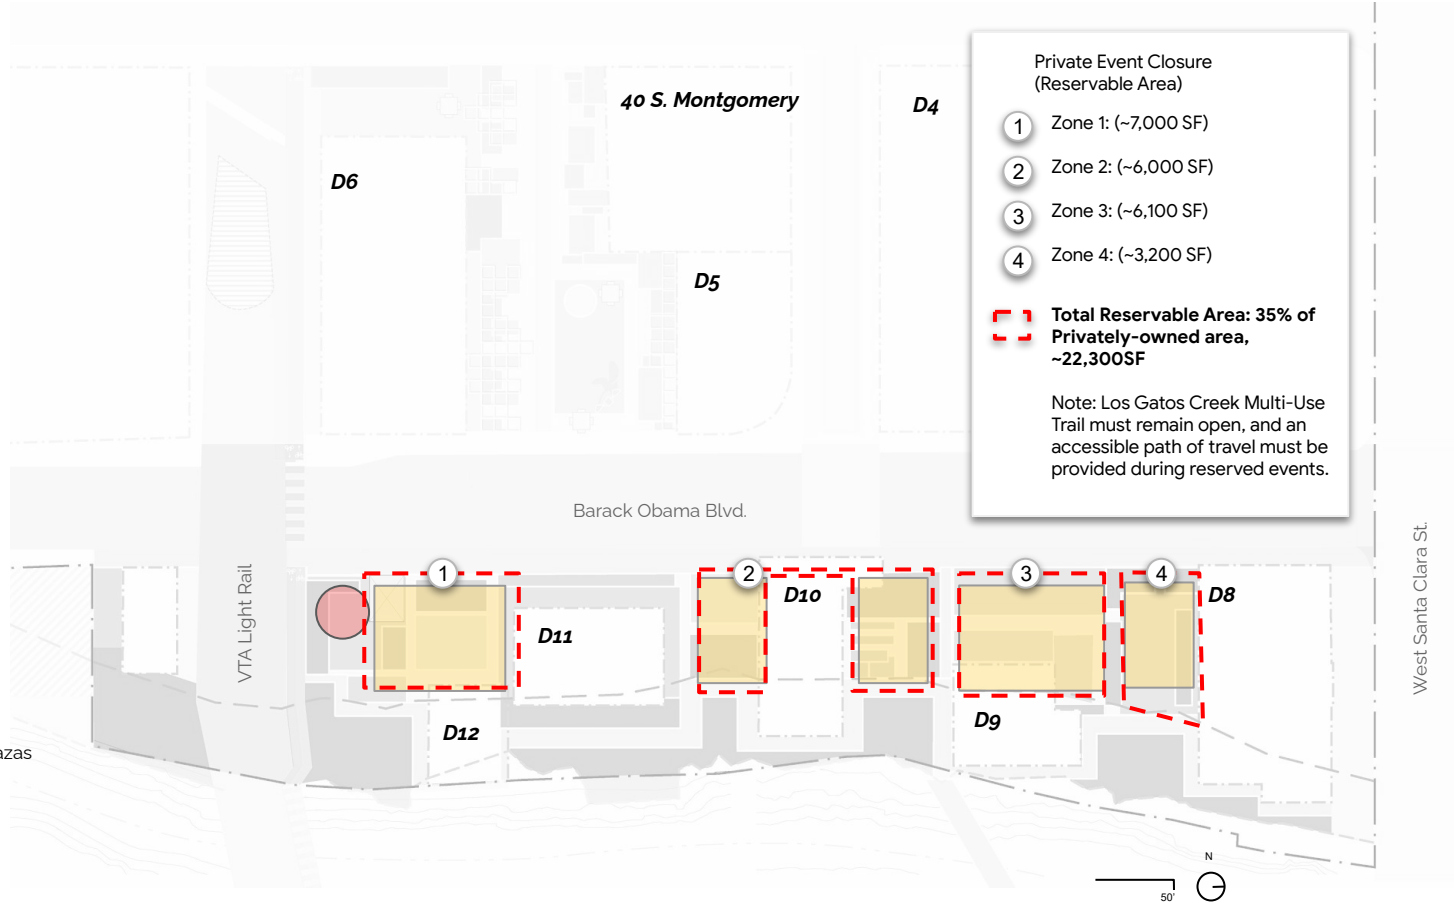 Private Event Closure
(Reservable Area)
1 Zone 1: (~7,000 SF)
2 Zone 2: (~6,000 SF)
3 Zone 3: (~6,100 SF)
4 Zone 4: (~3,200 SF)
Total Reservable Area: 35% of
Privately-owned area,
~22,300SF
Note: Los Gatos Creek Multi-Use
Trail must remain open, and an
accessible path of travel must be
provided during reserved events.
40 S. Montgomery
D4
D6
D5
Barack Obama Blvd.
VTA Light Rail
West Santa Clara St.
1
2
3
4
D10
D8
D11
D12
D9
azas
N
50'